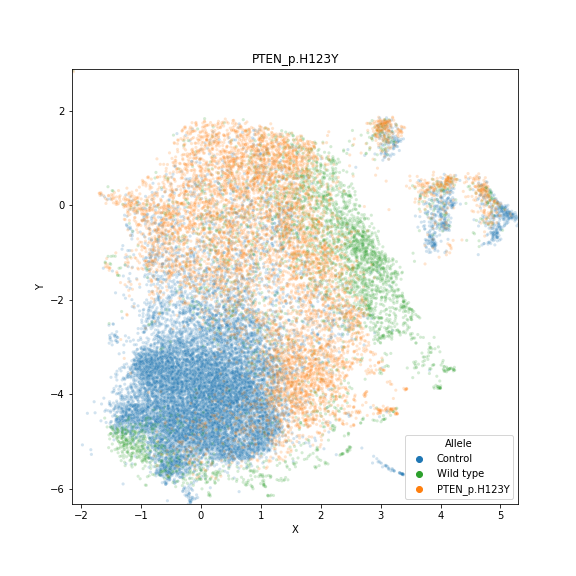 PTEN_p.H123Y
2
0
−2
−4
−6
Y
−2
−1
0
1
2
3
4
5
X
Allele
Control
Wild type
PTEN_p.H123Y